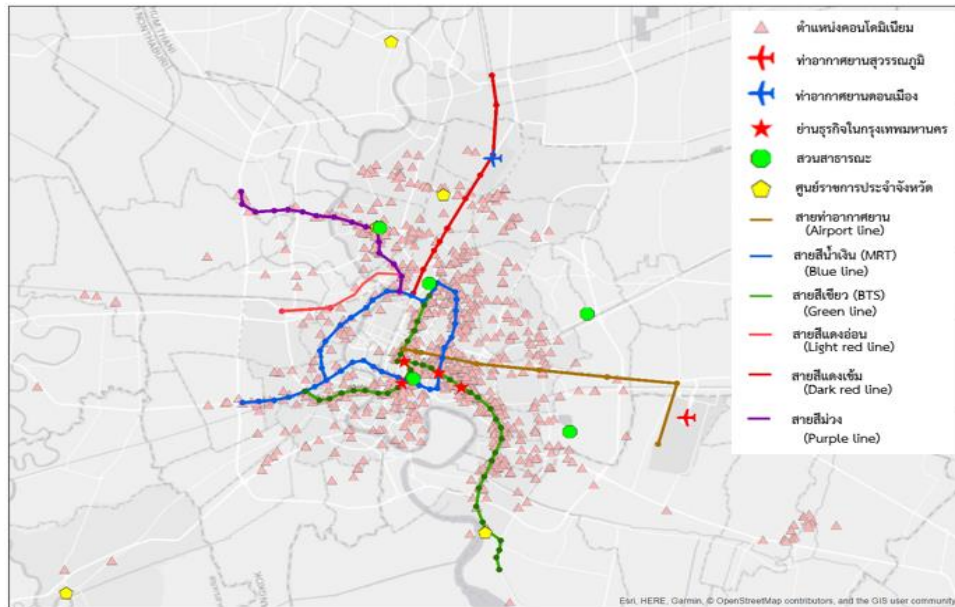 PATHUM THANI
NONTHABURI
ตำแหน่งคอนโดมิเนียม
ท่าอากาศยานสุวรรณภูมิ
ท่าอากาศยานดอนเมือง
ย่านธุรกิจในกรุงเทพมหานคร
สวนสาธารณะ
ศูนย์ราชการประจำจังหวัด
สายท่าอากาศยาน
(Airport line)
สายสีน้ำเงิน (MRT)
(Blue line)
สายสีเขียว (BTS)
(Green line)
สายสีแดงอ่อน
(Light red line)
สายสีแดงเข้ม
(Dark red line)
สายสีม่วง
(Purple line)
Esri, HERE, Garmin, © OpenStreetMap contributors, and the GIS user community